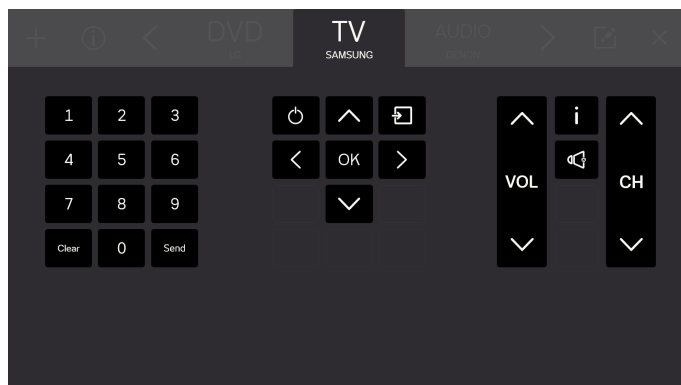 DVD
TV
AUDIO
SAMSUNG
1 2 3
4 5 6 OK
VOL CH
7 8 9
Clear 0 Send
i